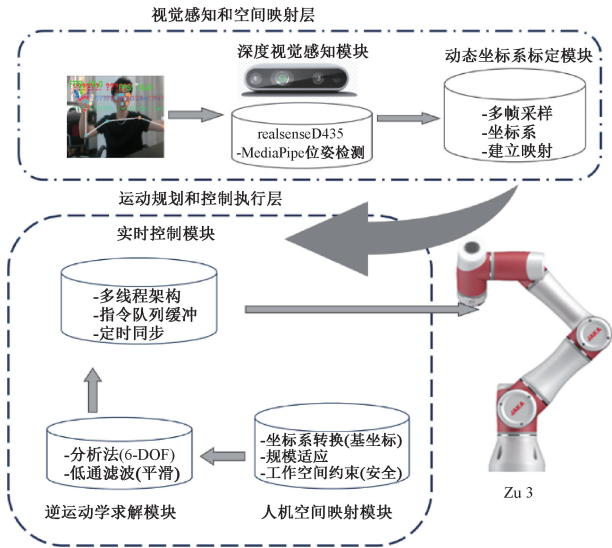 视觉感知和空间映射层
深度视觉感知模块
动态坐标系标定模块
realsenseD435
-MediaPipe位姿检测
-多帧采样
-坐标系
-建立映射
运动规划和控制执行层
实时控制模块
-多线程架构
-指令队列缓冲
-定时同步
-分析法(6-DOF)
-低通滤波(平滑)
逆运动学求解模块
-坐标系转换(基坐标)
-规模适应
-工作空间约束(安全)
人机空间映射模块
JAKA
JAKA
Zu 3